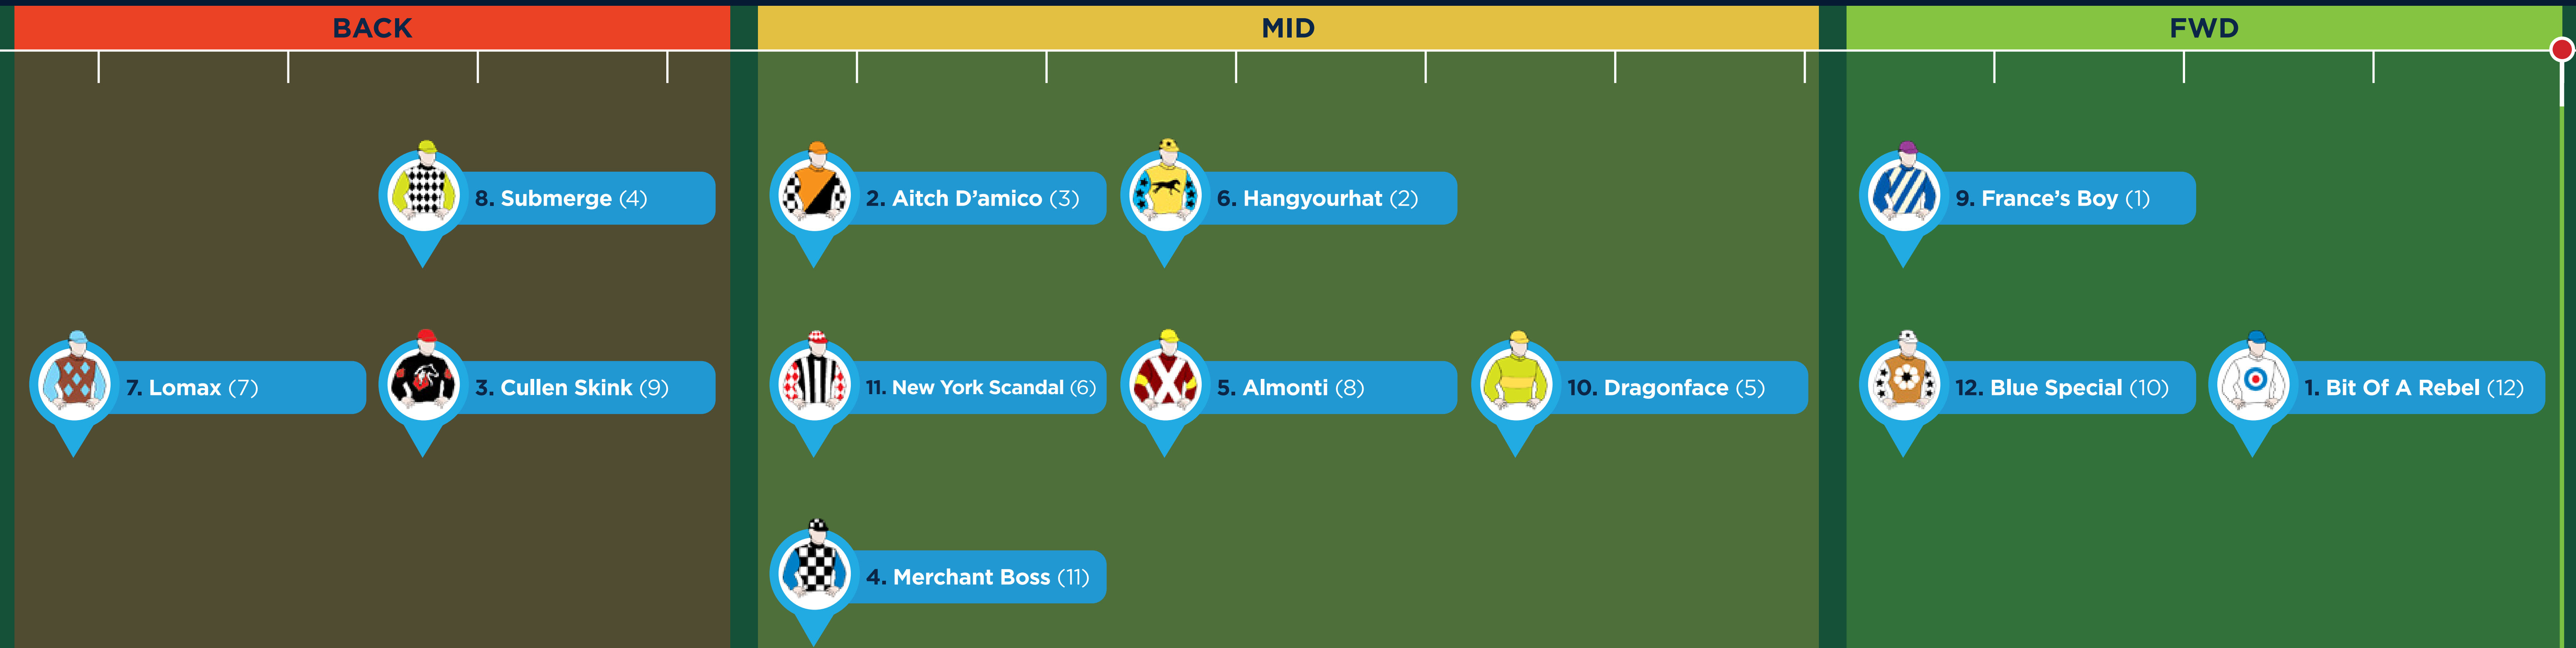 BACK
MID
FWD
8. Submerge (4)
2. Aitch D’amico (3)
6. Hangyourhat (2)
9. France’s Boy (1)
7. Lomax (7)
3. Cullen Skink (9)
11. New York Scandal (6)
5. Almonti (8)
10. Dragonface (5)
12. Blue Special (10)
1. Bit Of A Rebel (12)
4. Merchant Boss (11)